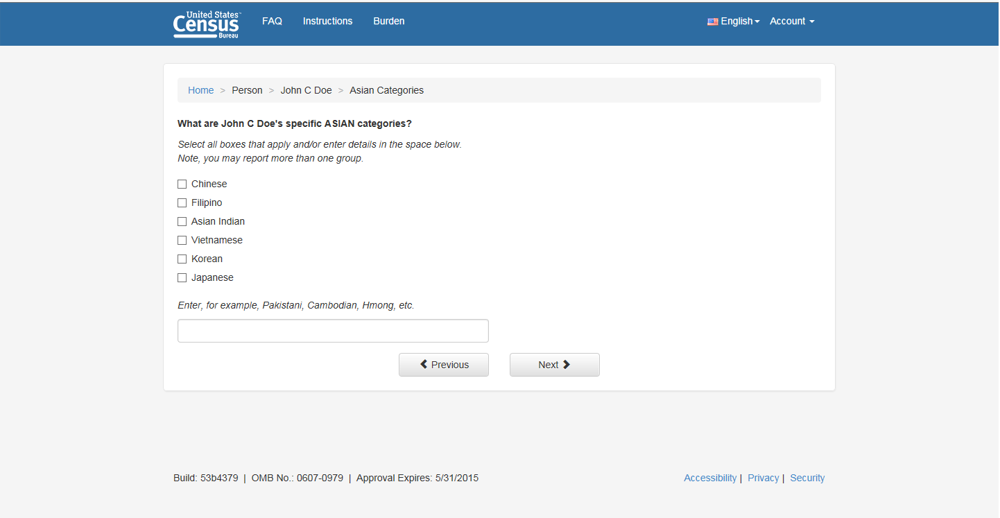 United States™
Census
Bureau
FAQ Instructions Burden English Account
Home > Person > John C Doe > Asian Categories
What are John C Doe's specific ASIAN categories?
Select all boxes that apply and/or enter details in the space below.
Note, you may report more than one group.
Chinese
Filipino
Asian Indian
Vietnamese
Korean
Japanese
Enter, for example, Pakistani, Cambodian, Hmong, etc.
Previous Next
Build: 53b4379 | OMB No.: 0607-0979 | Approval Expires: 5/31/2015 Accessibility | Privacy | Security